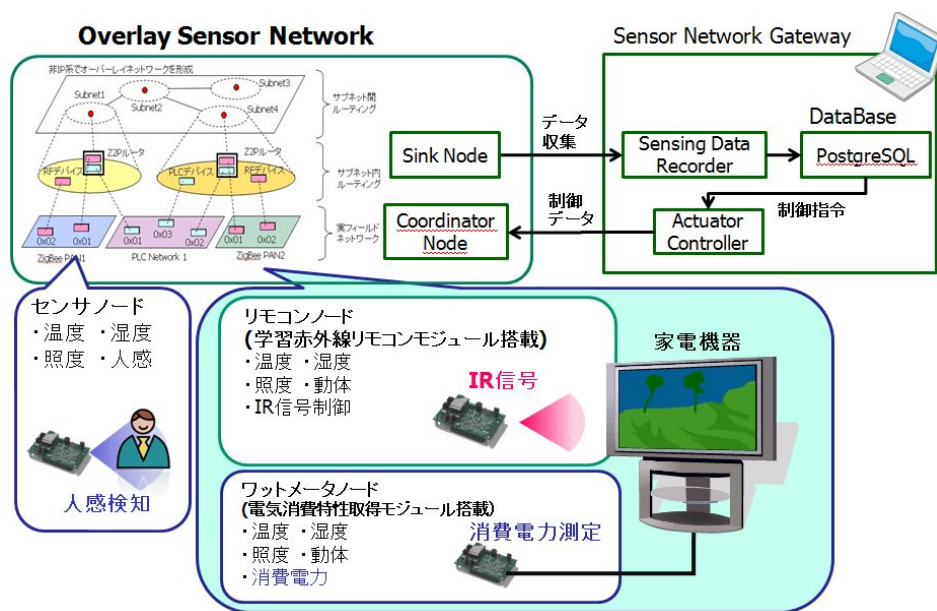 Overlay Sensor Network
非IP系でオーバーレイネットワークを形成
Subnet1
Subnet2
Subnet3
Subnet4
サブネット間
ルーティング
Z2Pルータ
Z2Pルータ
RFデバイス
PLCデバイス
RFデバイス
サブネット内
ルーティング
0x02
0x01
0x01
0x03
0x02
0x01
0x02
実フィールド
ネットワーク
ZigBee PAN1
PLC Network 1
ZigBee PAN2
Sink Node
Coordinator
Node
データ
収集
制御
データ
Sensor Network Gateway
Sensing Data
Recorder
DataBase
PostgreSQL
制御指令
Actuator
Controller
センサノード
・温度 ・湿度
・照度 ・人感
人感検知
リモコンノード
(学習赤外線リモコンモジュール搭載)
・温度 ・湿度
・照度 ・動体
・IR信号制御
IR信号
家電機器
ワットメータノード
(電気消費特性取得モジュール搭載)
・温度 ・湿度
・照度 ・動体
・消費電力
消費電力測定